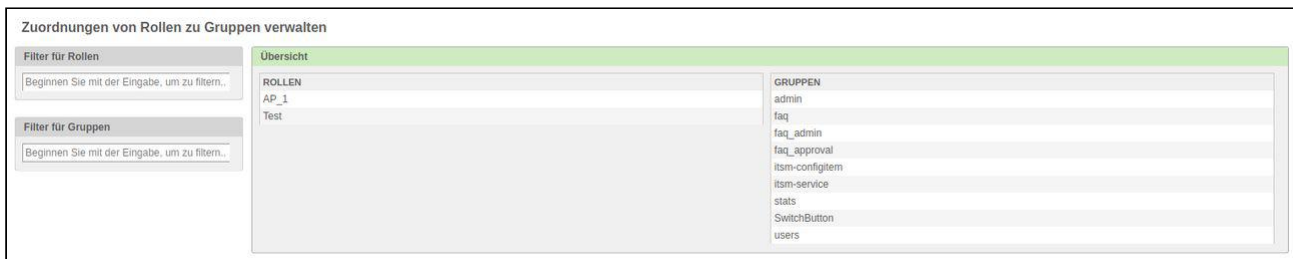 Zuordnungen von Rollen zu Gruppen verwalten
Filter für Rollen
Beginnen Sie mit der Eingabe, um zu filtern..
Filter für Gruppen
Beginnen Sie mit der Eingabe, um zu filtern..
Übersicht
ROLLEN
AP_1
Test
GRUPPEN
admin
faq
faq_admin
faq_approval
itsm-configitem
itsm-service
stats
SwitchButton
users